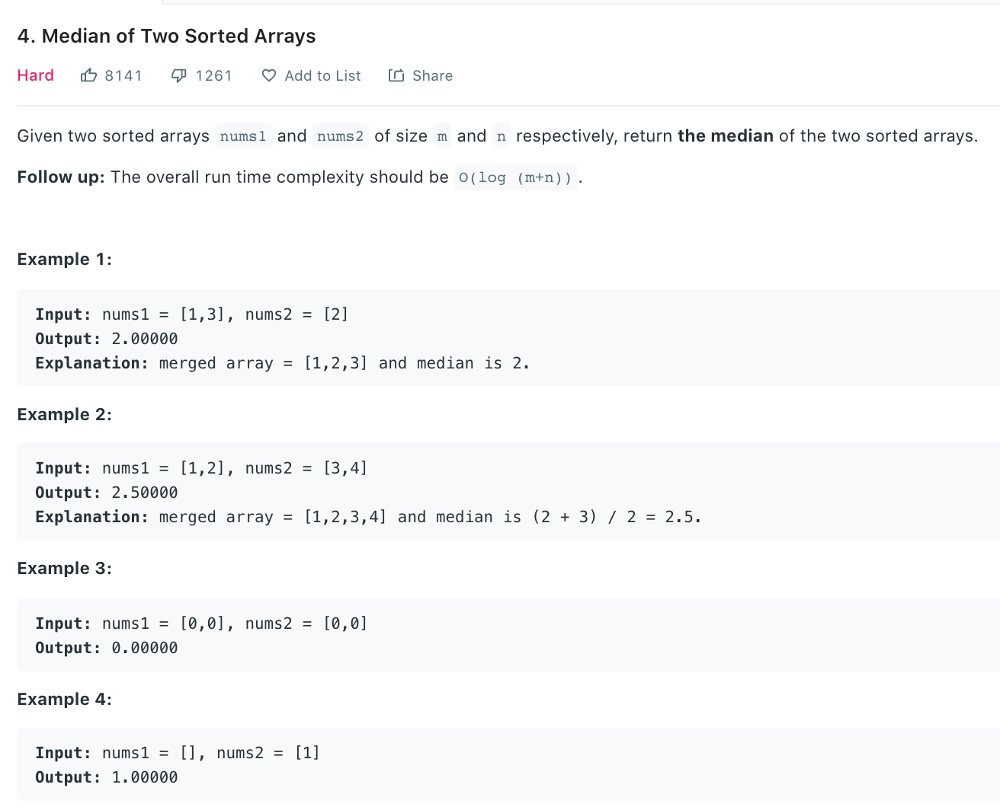 4. Median of Two Sorted Arrays
Hard 8141 1261 Add to List Share
Given two sorted arrays nums1 and nums2 of size m and n respectively, return the median of the two sorted arrays.
Follow up: The overall run time complexity should be O(log (m+n)).
Example 1:
Input: nums1 = [1,3], nums2 = [2]
Output: 2.00000
Explanation: merged array = [1,2,3] and median is 2.
Example 2:
Input: nums1 = [1,2], nums2 = [3,4]
Output: 2.50000
Explanation: merged array = [1,2,3,4] and median is (2 + 3) / 2 = 2.5.
Example 3:
Input: nums1 = [0,0], nums2 = [0,0]
Output: 0.00000
Example 4:
Input: nums1 = [], nums2 = [1]
Output: 1.00000